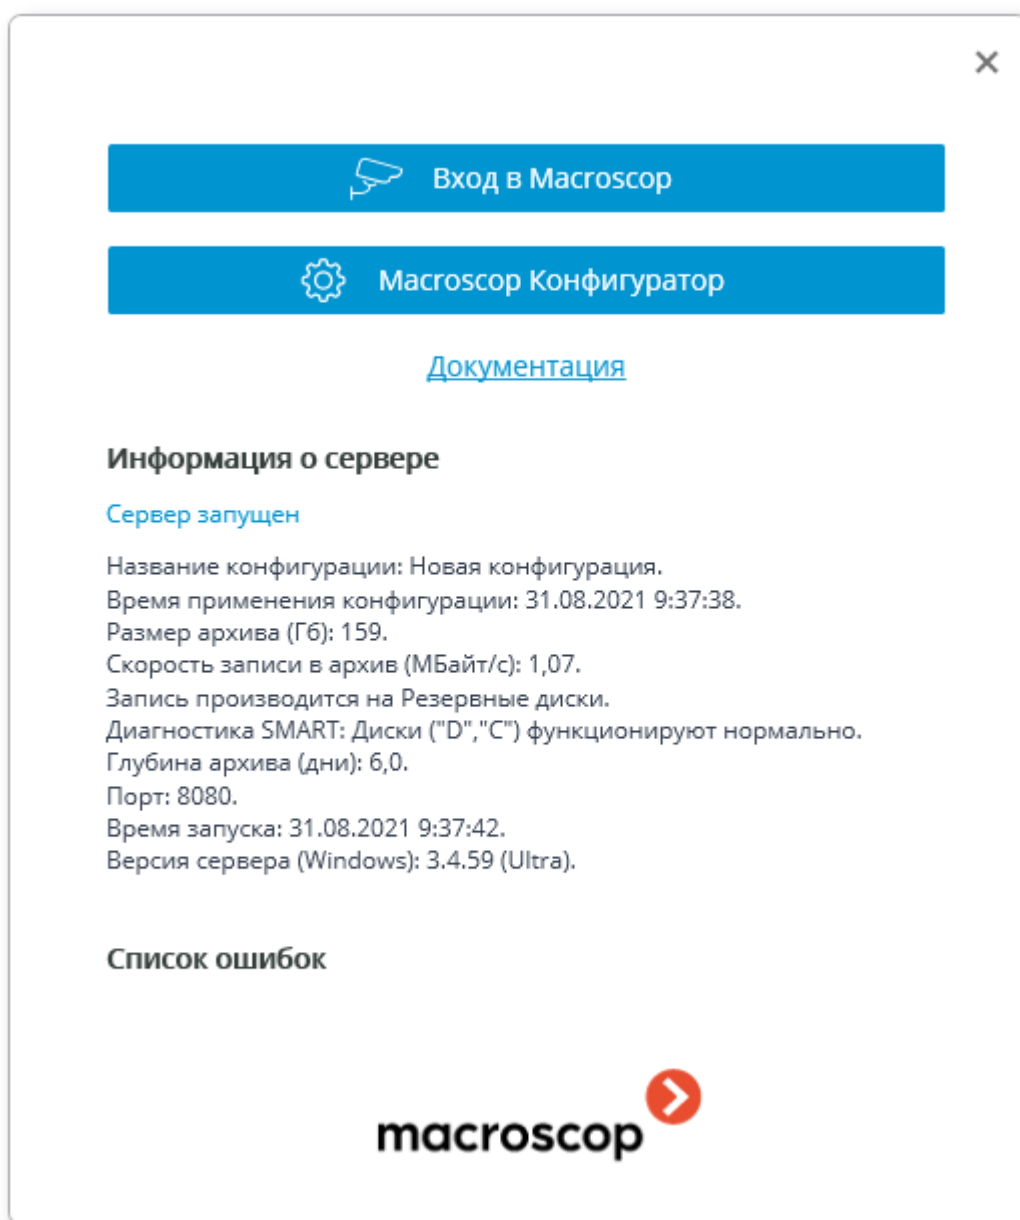 Вход в Macroscop
Macroscop Конфигуратор
Документация
Информация о сервере
Сервер запущен
Название конфигурации: Новая конфигурация.
Время применения конфигурации: 31.08.2021 9:37:38.
Размер архива (Гб): 159.
Скорость записи в архив (МБайт/с): 1,07.
Запись производится на Резервные диски.
Диагностика SMART: Диски ("D","C") функционируют нормально.
Глубина архива (дни): 6,0.
Порт: 8080.
Время запуска: 31.08.2021 9:37:42.
Версия сервера (Windows): 3.4.59 (Ultra).
Список ошибок
macroscop